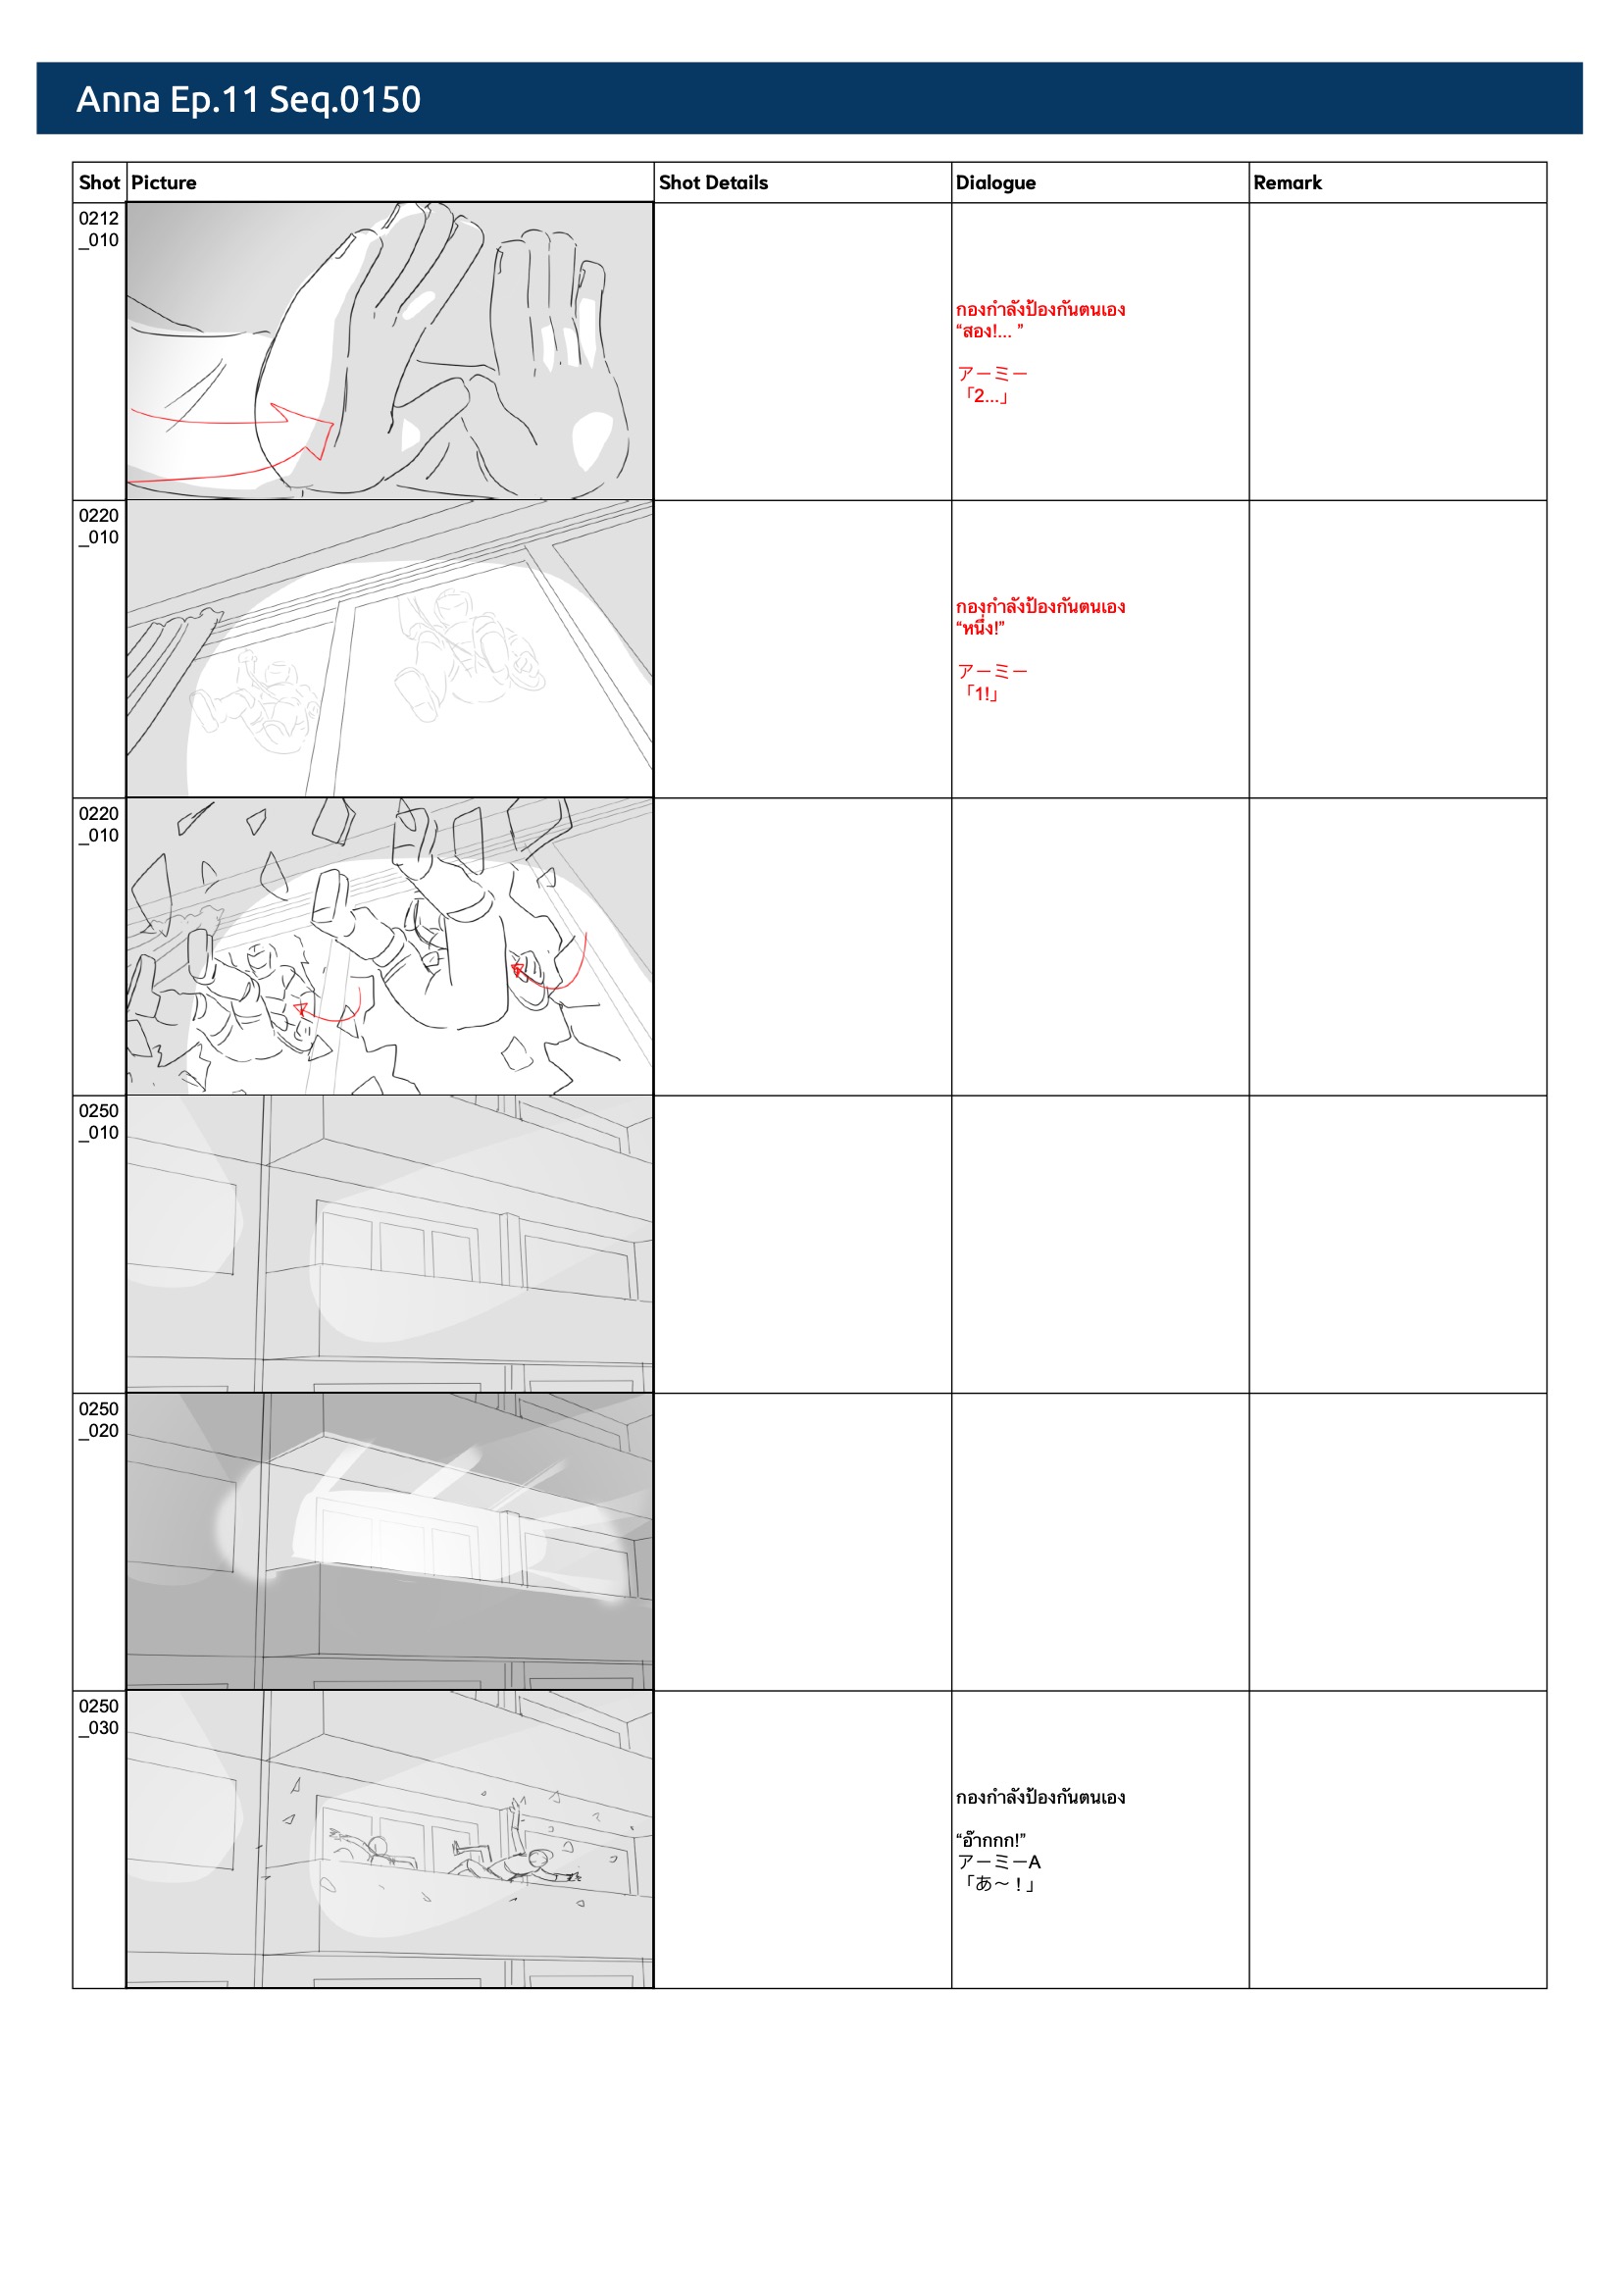 Anna Ep.11 Seq.0150
Shot Picture Shot Details Dialogue Remark
0212
_010
กองกำลังป้องกันตนเอง
“สอง!... ”
アーミー
「2...」
0220
_010
กองกำลังป้องกันตนเอง
“หนึ่ง!”
アーミー
「1!」
0220
_010
0250
_010
0250
_020
0250
_030
กองกำลังป้องกันตนเอง
“อ๊ากกก!”
アーミーA
「あ～！」